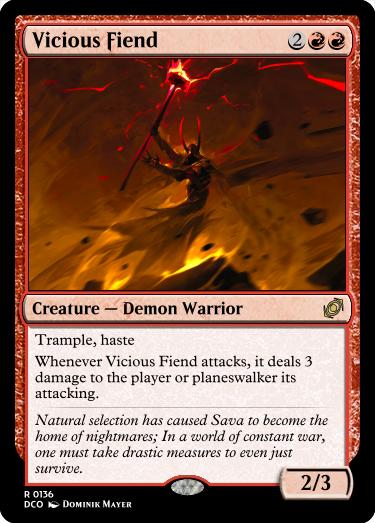 Vicious Fiend 2
Creature — Demon Warrior
Trample, haste
Whenever Vicious Fiend attacks, it deals 3
damage to the player or planeswalker its
attacking.
Natural selection has caused Sava to become the
home of nightmares; In a world of constant war,
one must take drastic measures to even just
survive.
2/3
R 0136
DCO Dominik Mayer